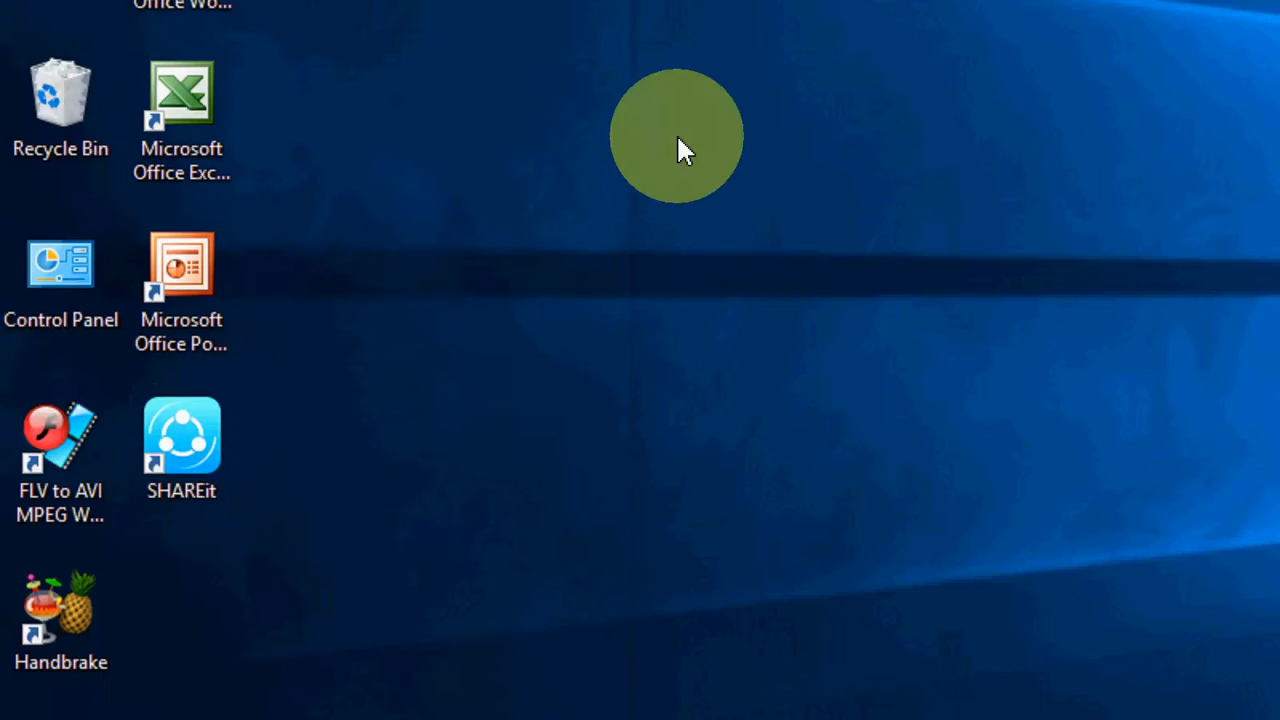 Office Wo...
Recycle Bin
Microsoft
Office Exc...
Control Panel
Microsoft
Office Po...
FLV to AVI
MPEG W...
SHAREit
Handbrake